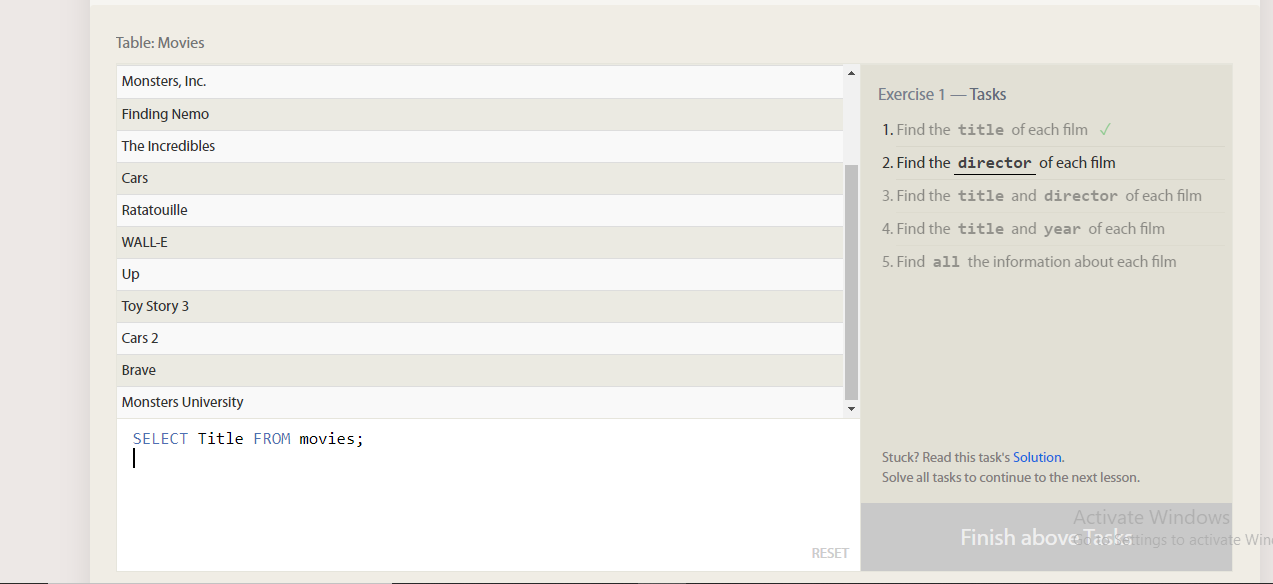 Table: Movies
Monsters, Inc.
Finding Nemo
The Incredibles
Cars
Ratatouille
WALL-E
Up
Toy Story 3
Cars 2
Brave
Monsters University
SELECT Title FROM movies;
RESET
Exercise 1 — Tasks
1. Find the title of each film ✓
2. Find the director of each film
3. Find the title and director of each film
4. Find the title and year of each film
5. Find all the information about each film
Stuck? Read this task's Solution.
Solve all tasks to continue to the next lesson.
Finish above Tasks
Activate Windows
Go to Settings to activate Win